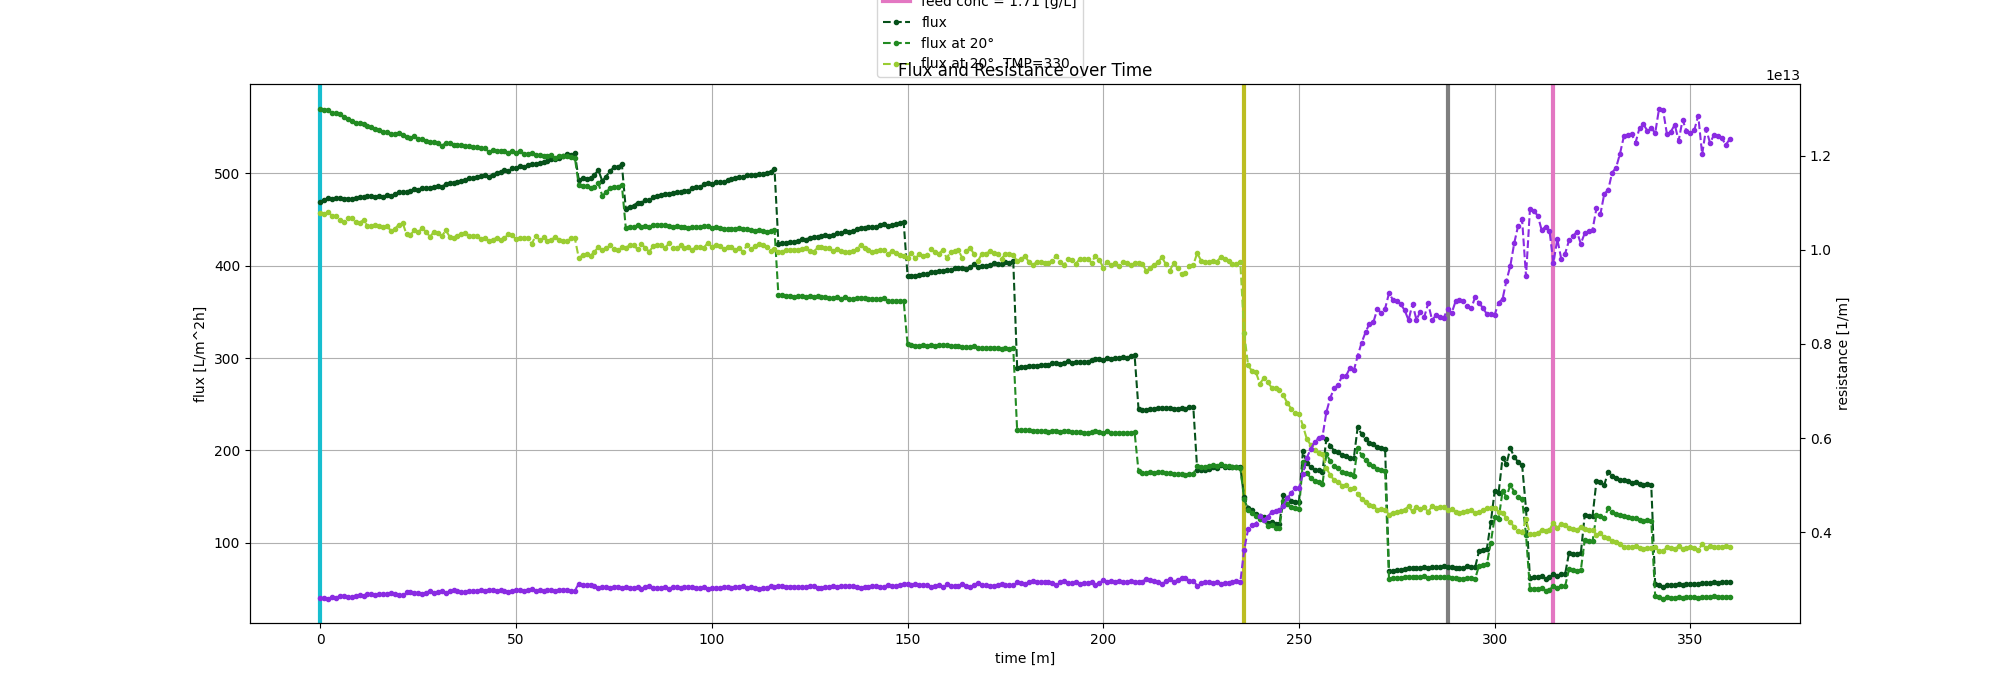 feed conc = 1.71 [g/L]
flux
flux at 20°
flux at 20°, TMP=330
Flux and Resistance over Time
1e13
500
400
300
200
100
1.2
1.0
0.8
0.6
0.4
flux [L/m^2h]
resistance [1/m]
0
50
100
150
200
250
300
350
time [m]